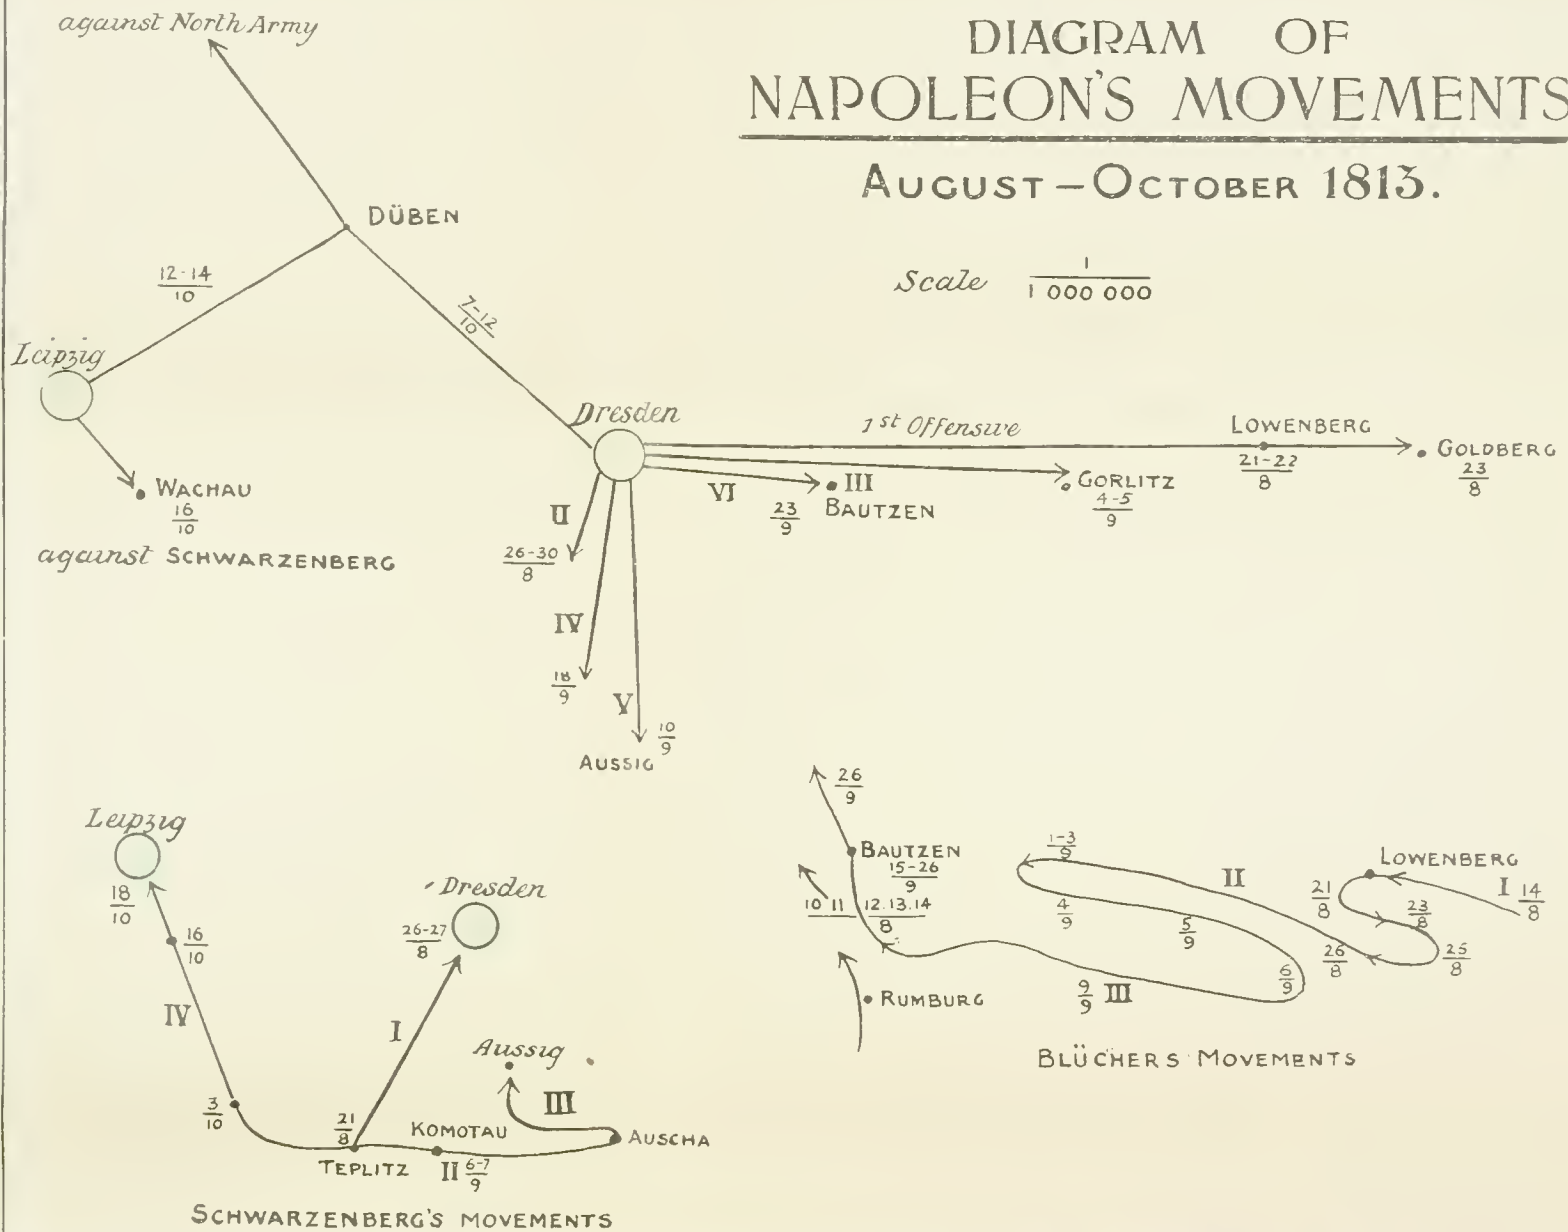 against North Army
DIAGRAM OF
NAPOLEON'S MOVEMENTS
AUGUST – OCTOBER 1813.
Scale 1/1 000 000
DÜBEN
12-14/10
7-12/10
Leipzig
WACHAU
16/10
against SCHWARZENBERG
Dresden
1st Offensive
LOWENBERG
21-22/8
GOLDBERG
23/8
GORLITZ
4-5/9
VI
III
BAUTZEN
23/9
II
26-30/8
IV
18/9
V
10/9
AUSSIG
Leipzig
18/10
16/10
IV
3/10
Dresden
26-27/8
I
Aussig
III
21/8
TEPLITZ
KOMOTAU
II 6-7/9
AUSCHA
SCHWARZENBERG'S MOVEMENTS
26/9
BAUTZEN
15-26/9
10 11
12.13.14/8
RUMBURG
1-3/9
4/9
5/9
6/9
9/9 III
II
LOWENBERG
I 14/8
21/8
23/8
25/8
26/8
BLÜCHERS MOVEMENTS